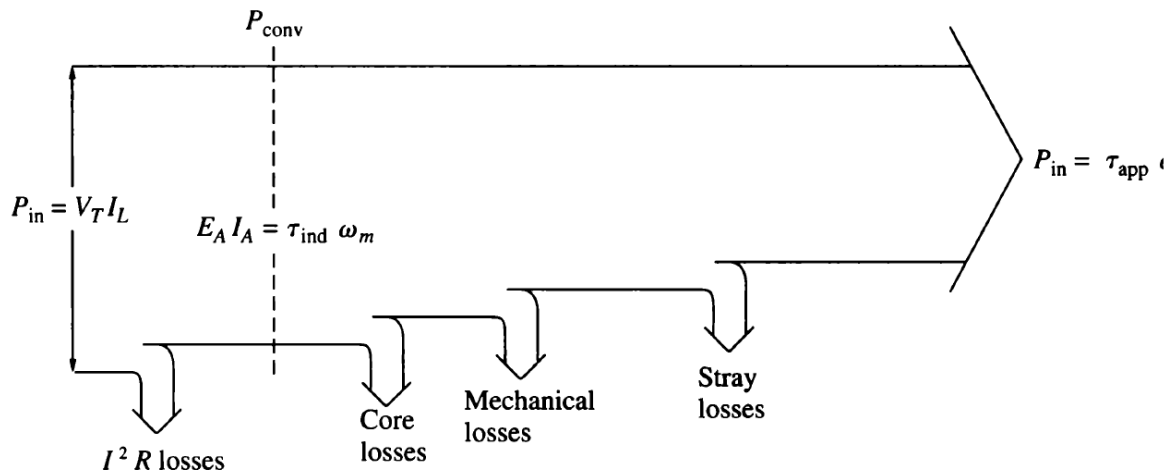 P_conv
P_in = V_T I_L
E_A I_A = τ_ind ω_m
P_in = τ_app
I² R losses
Core
losses
Mechanical
losses
Stray
losses